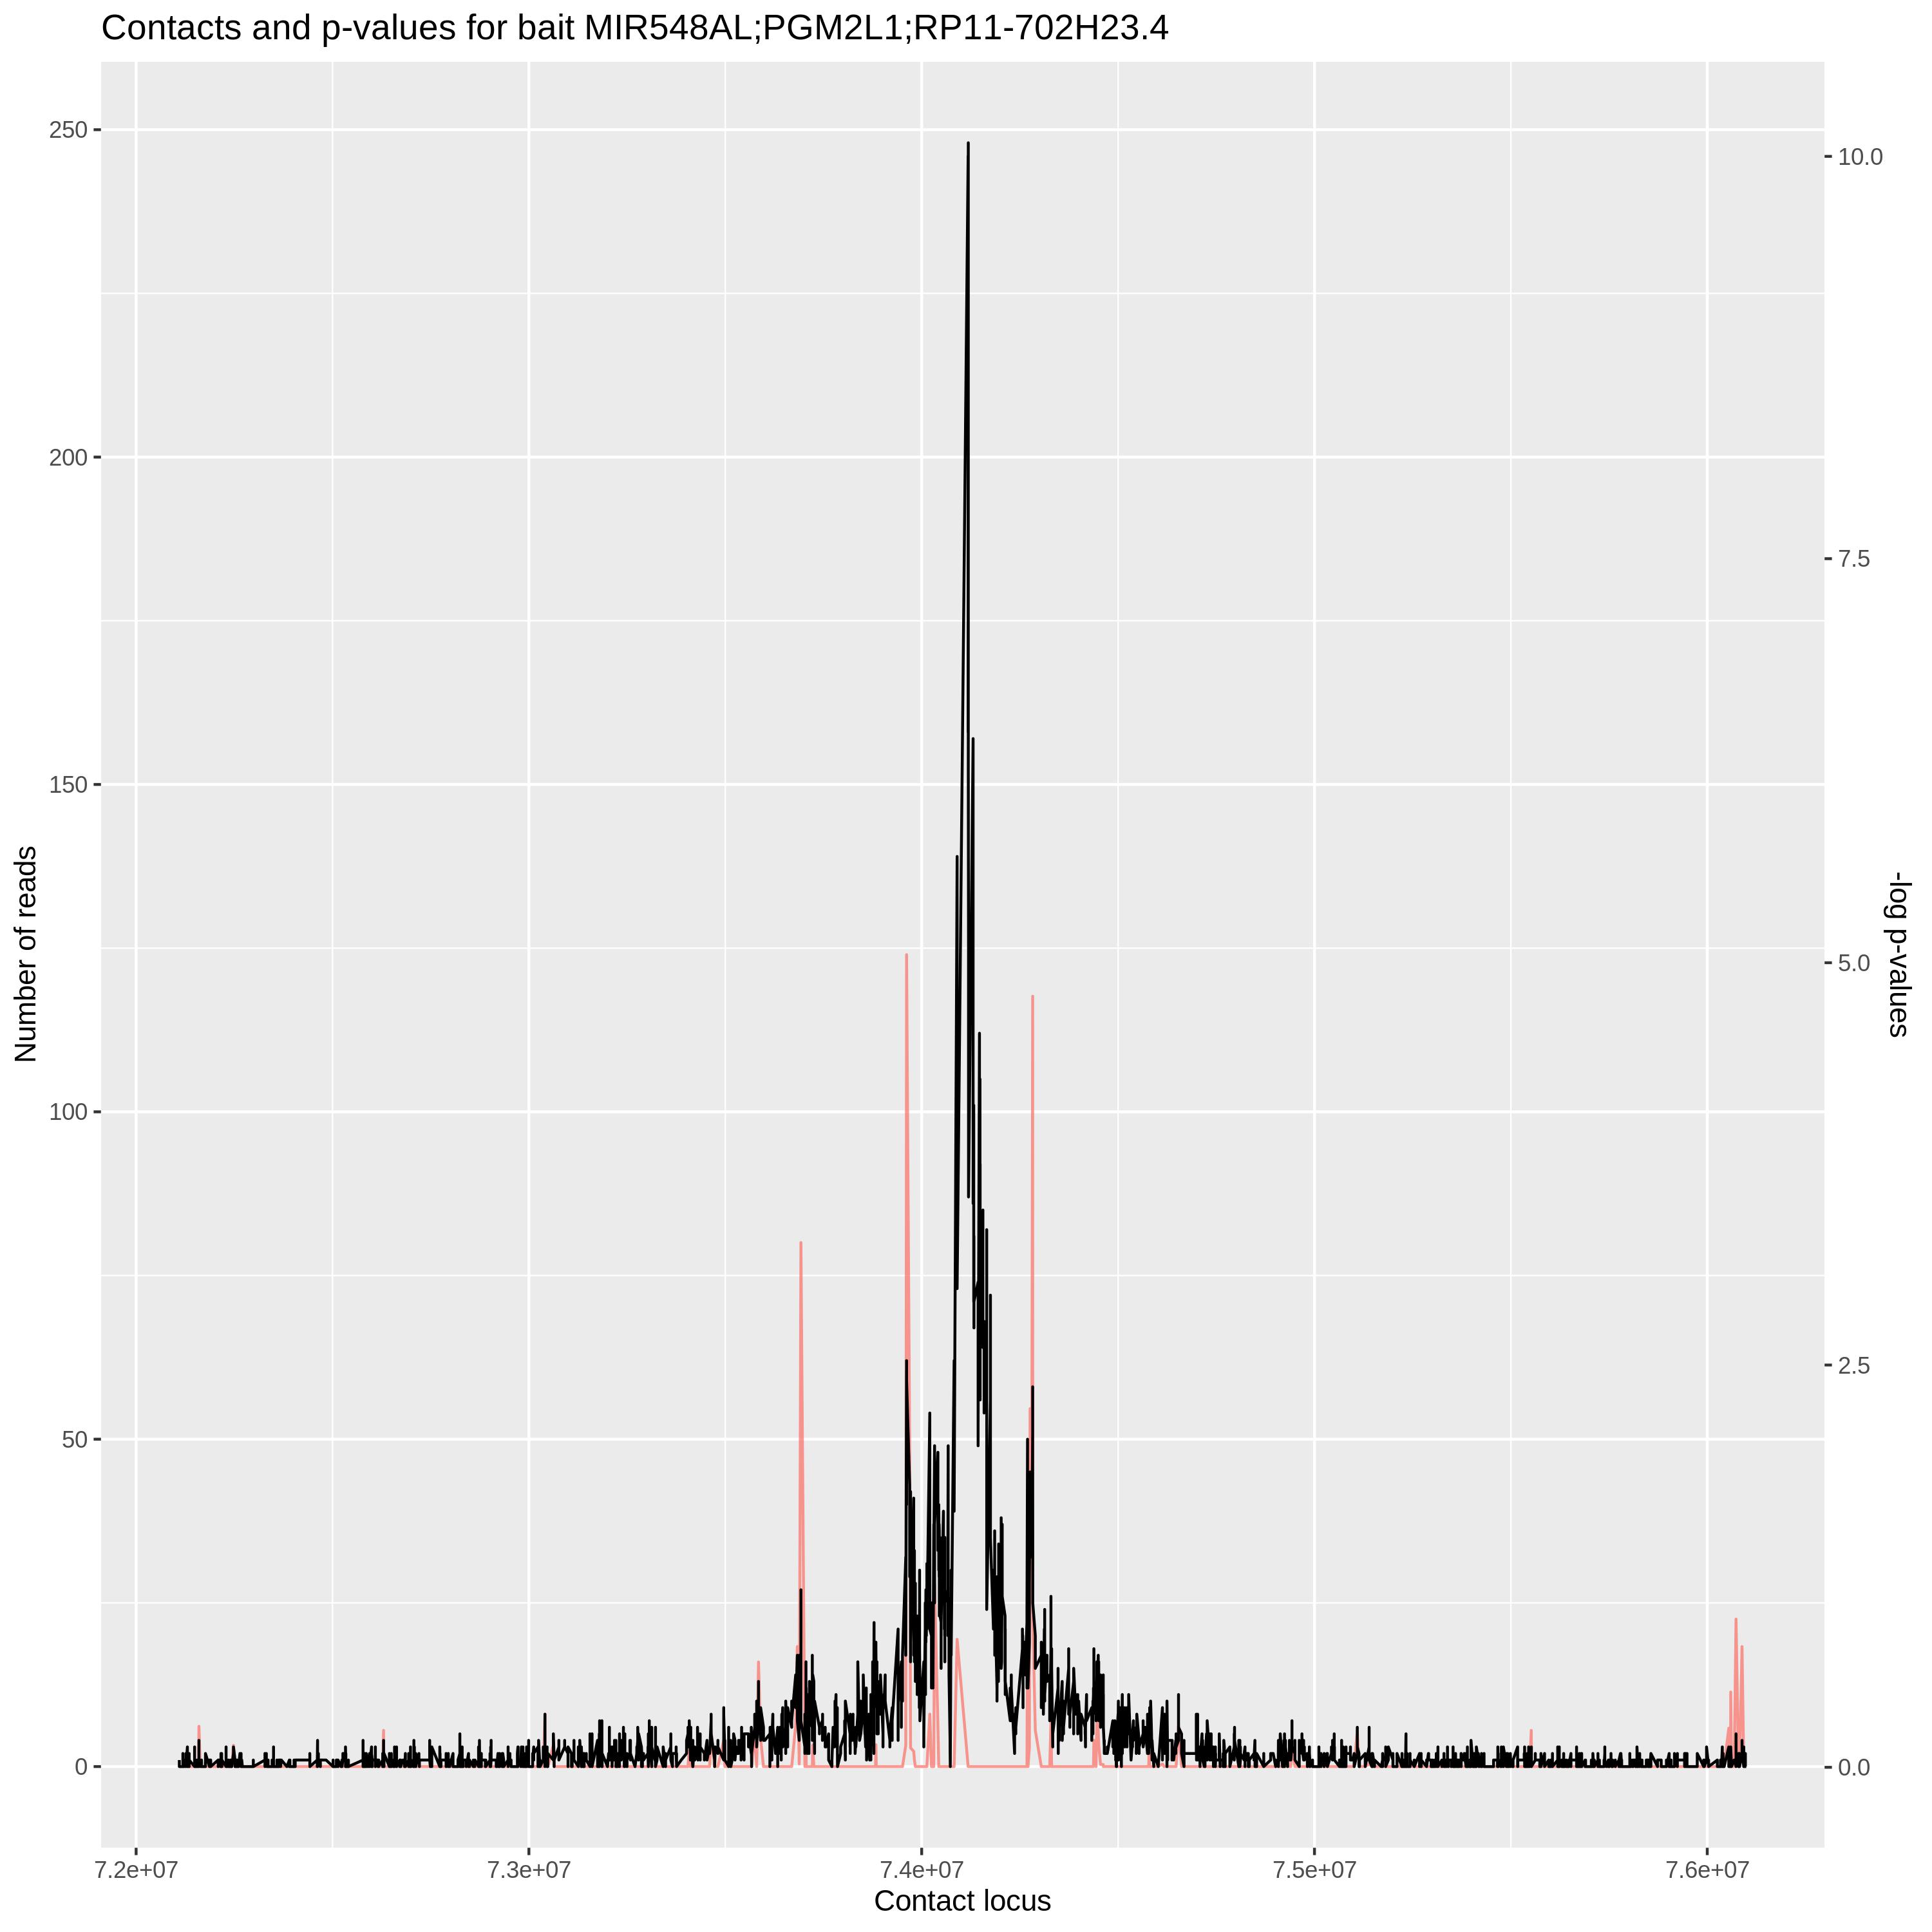 Contacts and p-values for bait MIR548AL;PGM2L1;RP11-702H23.4
250
200
150
100
50
0
Number of reads
10.0
7.5
5.0
2.5
0.0
-log p-values
7.2e+07
7.3e+07
7.4e+07
7.5e+07
7.6e+07
Contact locus